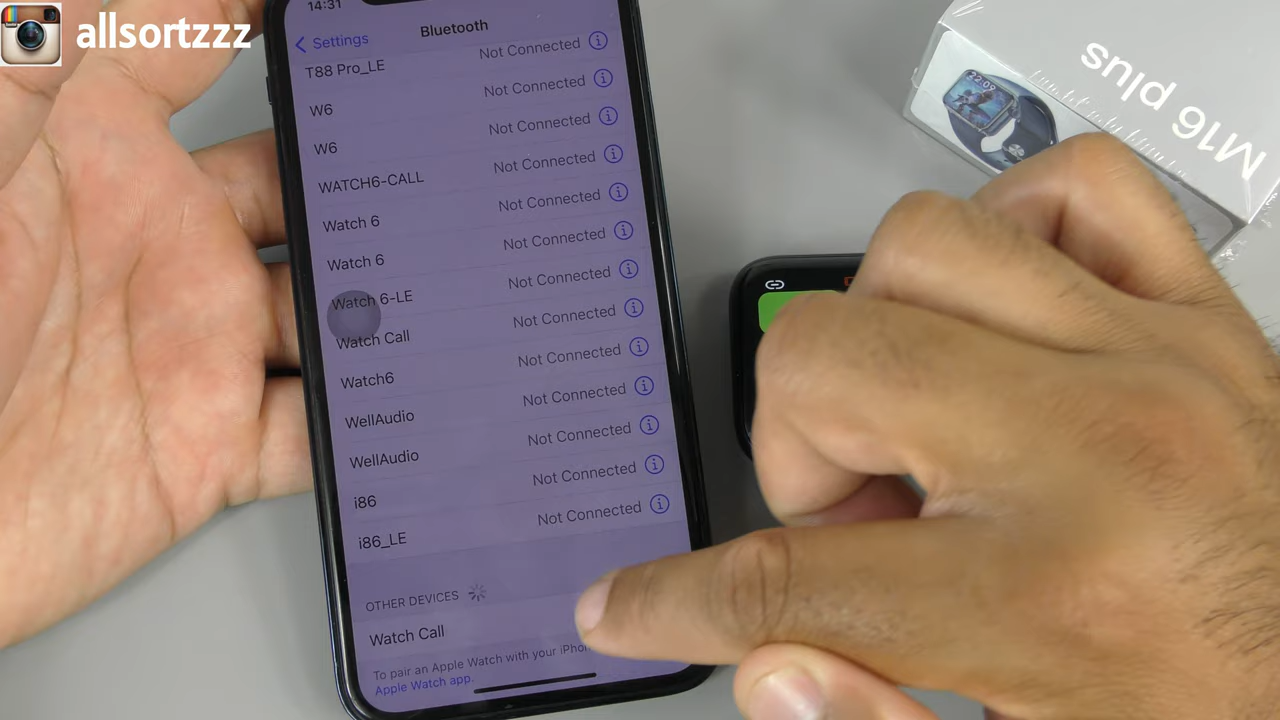 allsortzzz
14:31
Settings
Bluetooth
T88 Pro_LE Not Connected
W6 Not Connected
W6 Not Connected
WATCH6-CALL Not Connected
Watch 6 Not Connected
Watch 6 Not Connected
Watch 6-LE Not Connected
Watch Call Not Connected
Watch6 Not Connected
WellAudio Not Connected
WellAudio Not Connected
i86 Not Connected
i86_LE Not Connected
OTHER DEVICES
Watch Call
To pair an Apple Watch with your
Apple Watch app.
M16 plus
22:09